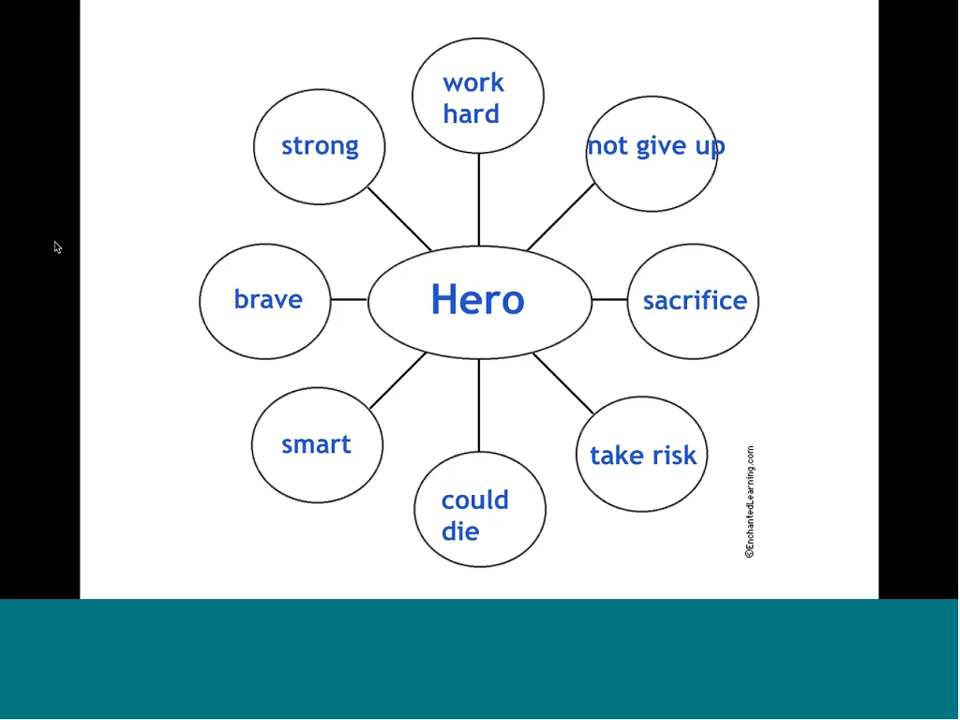 work
hard
strong
not give up
brave
Hero
sacrifice
smart
take risk
could
die
©EnchantedLearning.com